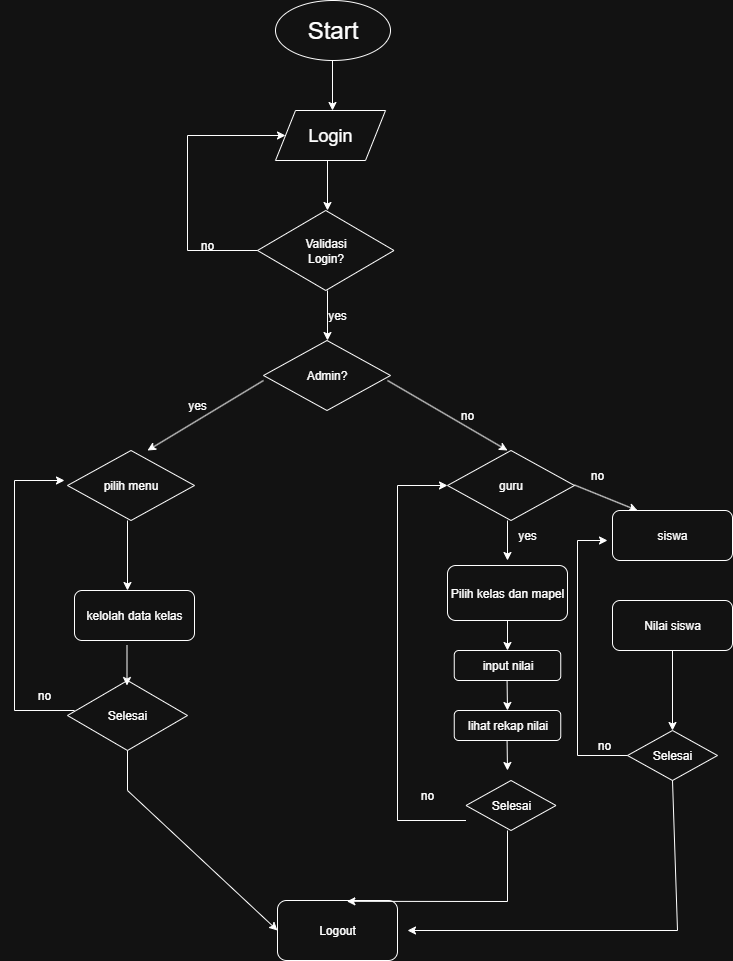 Start
Login
no
Validasi
Login?
yes
Admin?
yes
no
pilih menu
guru
no
yes
siswa
kelolah data kelas
Pilih kelas dan mapel
Nilai siswa
input nilai
no
Selesai
lihat rekap nilai
no
Selesai
no
Selesai
Logout